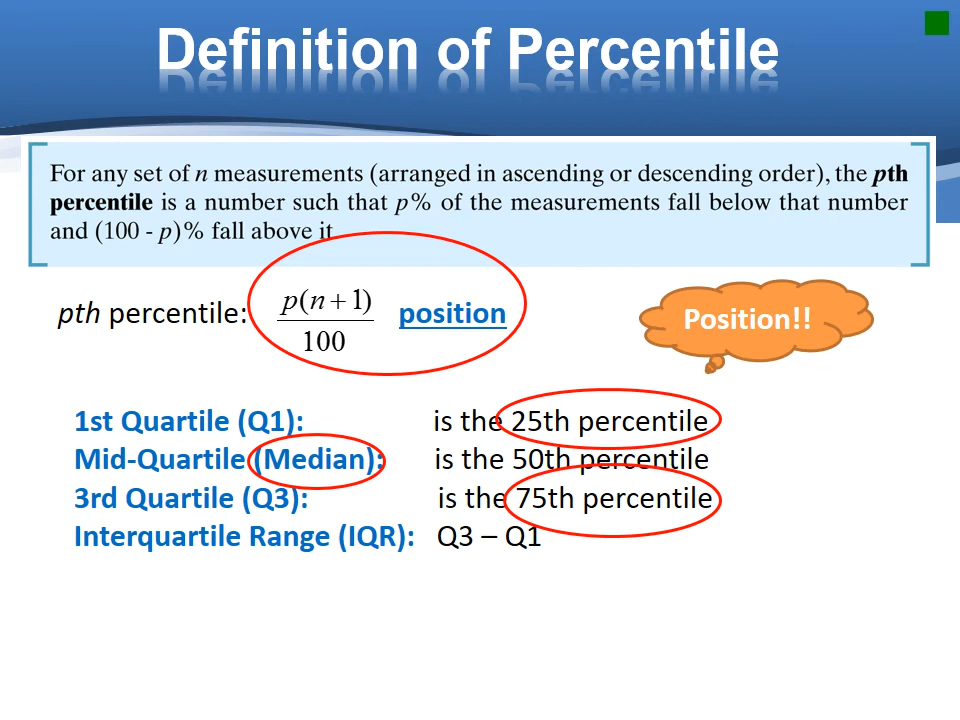 Definition of Percentile
For any set of n measurements (arranged in ascending or descending order), the pth
percentile is a number such that p% of the measurements fall below that number
and (100 - p)% fall above it
pth percentile: p(n + 1) / 100 position
Position!!
1st Quartile (Q1): is the 25th percentile
Mid-Quartile (Median): is the 50th percentile
3rd Quartile (Q3): is the 75th percentile
Interquartile Range (IQR): Q3 – Q1